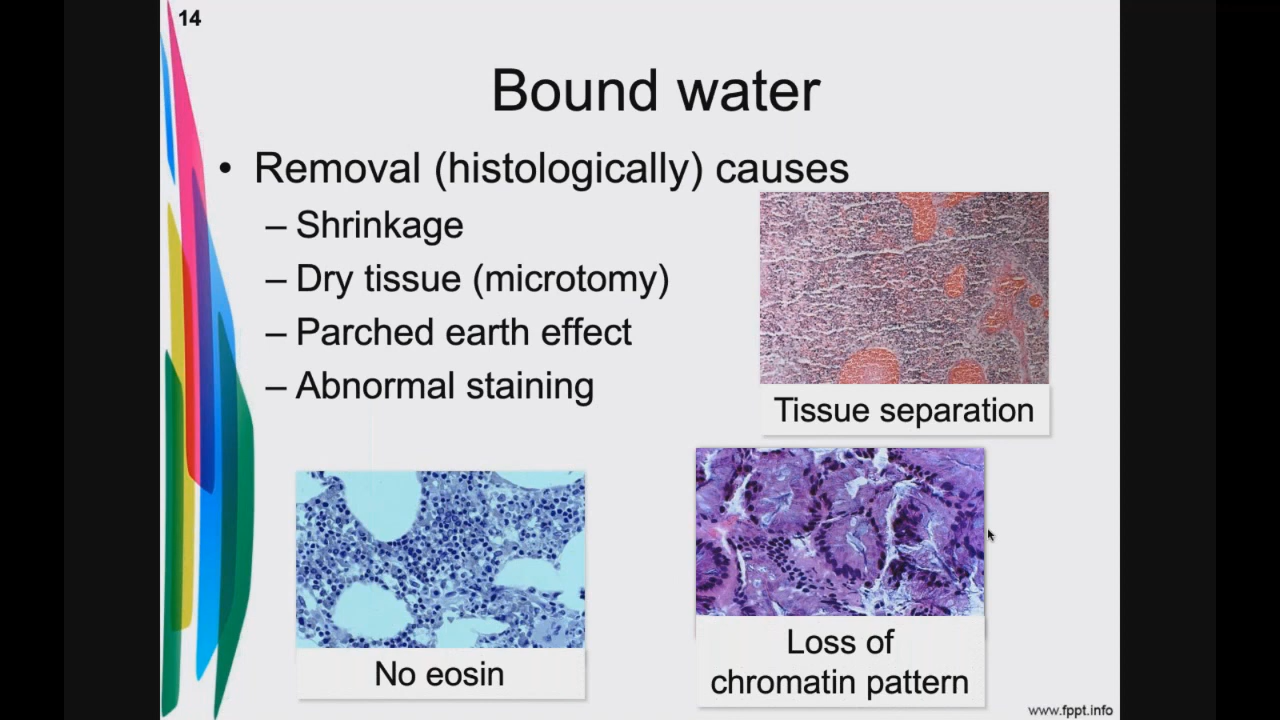 14
Bound water
• Removal (histologically) causes
– Shrinkage
– Dry tissue (microtomy)
– Parched earth effect
– Abnormal staining
Tissue separation
No eosin
Loss of
chromatin pattern
www.fppt.info